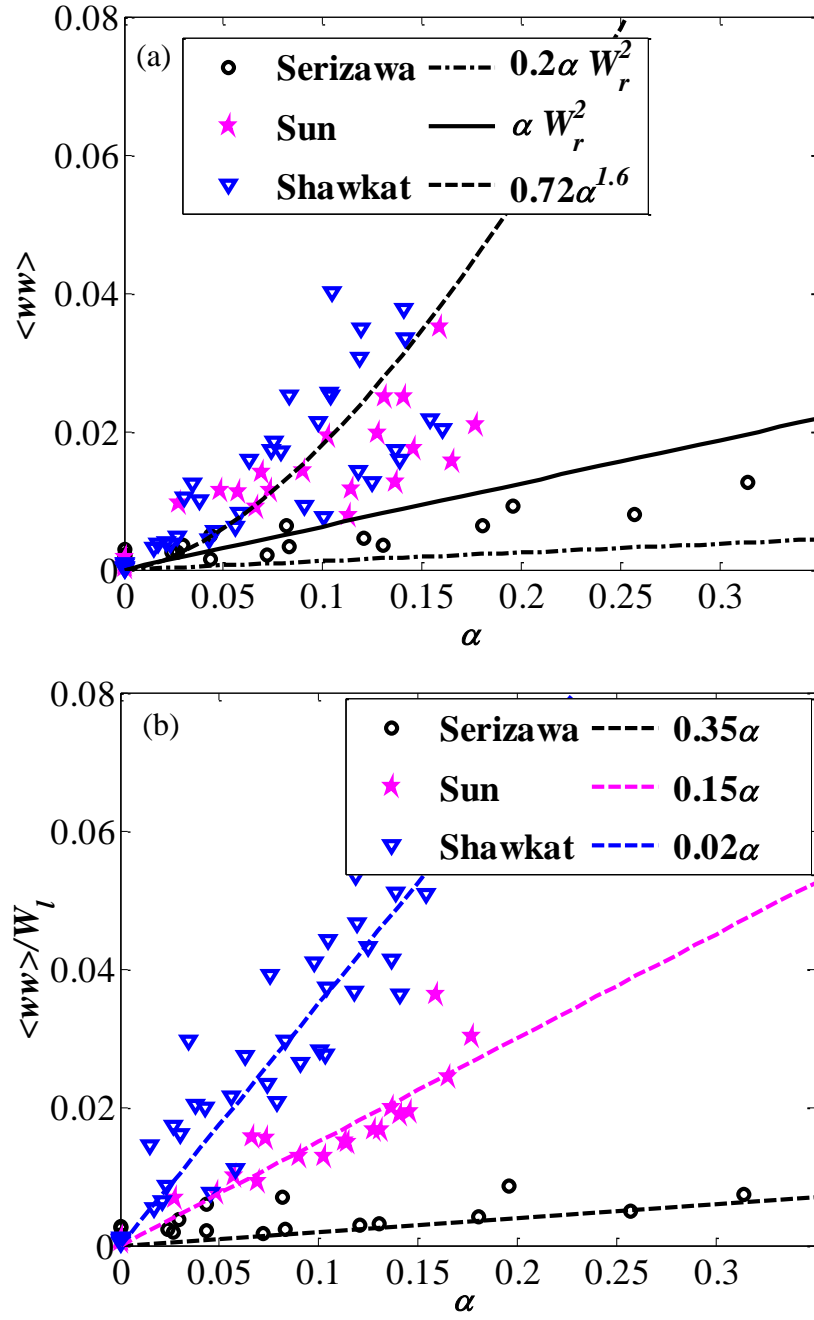 0.08
(a)
Serizawa 0.2α W_r^2
Sun α W_r^2
Shawkat 0.72α^1.6
0.06
<ww>
0.04
0.02
0
0 0.05 0.1 0.15 0.2 0.25 0.3
α
0.08
(b)
Serizawa 0.35α
Sun 0.15α
Shawkat 0.02α
0.06
<ww>/W_l
0.04
0.02
0
0 0.05 0.1 0.15 0.2 0.25 0.3
α